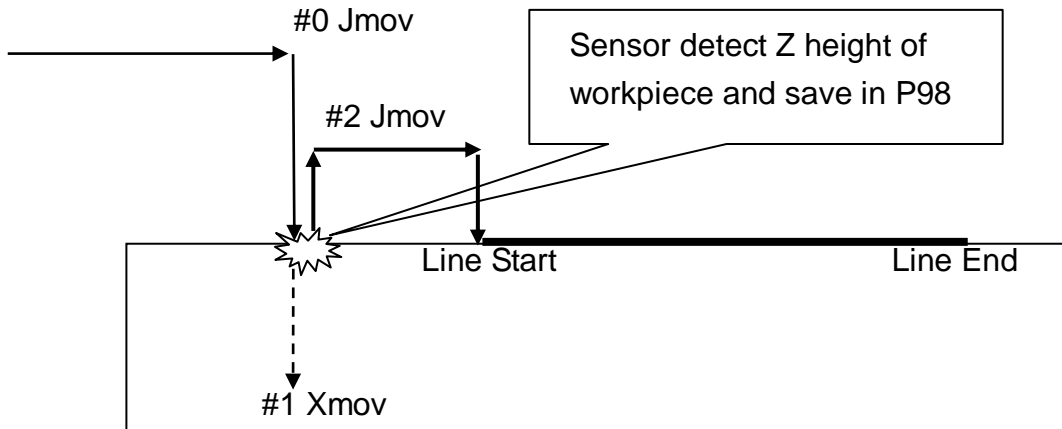 #0 Jmov
Sensor detect Z height of
workpiece and save in P98
#2 Jmov
Line Start
Line End
#1 Xmov